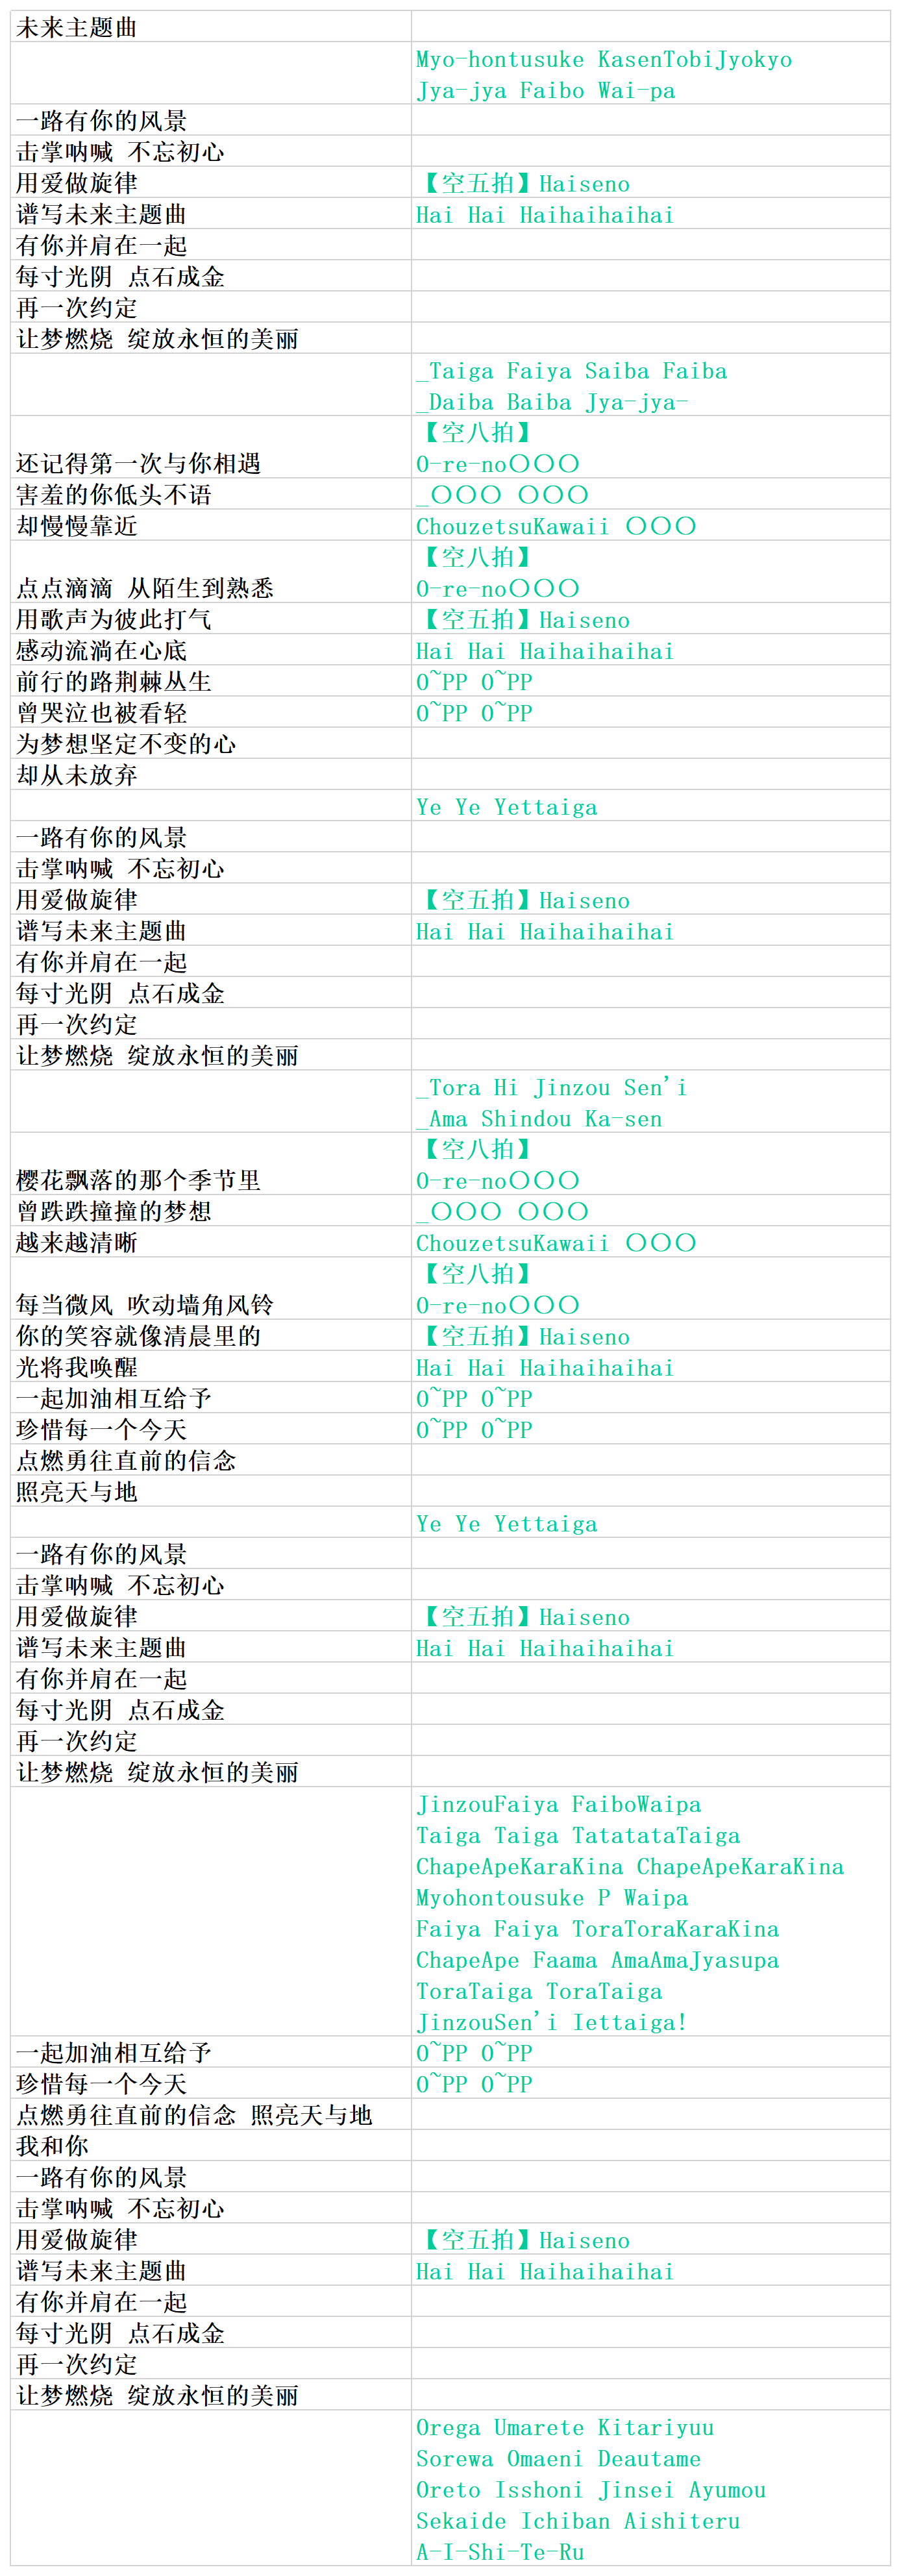 未来主题曲
Myo-hontusuke KasenTobiJyokyo
Jya-jya Faibo Wai-pa
一路有你的风景
击掌呐喊 不忘初心
用爱做旋律 【空五拍】Haiseno
谱写未来主题曲 Hai Hai Haihaihaihai
有你并肩在一起
每寸光阴 点石成金
再一次约定
让梦燃烧 绽放永恒的美丽
_Taiga Faiya Saiba Faiba
_Daiba Baiba Jya-jya-
【空八拍】
还记得第一次与你相遇 O-re-no〇〇〇
害羞的你低头不语 _〇〇〇 〇〇〇
却慢慢靠近 ChouzetsuKawaii 〇〇〇
【空八拍】
点点滴滴 从陌生到熟悉 O-re-no〇〇〇
用歌声为彼此打气 【空五拍】Haiseno
感动流淌在心底 Hai Hai Haihaihaihai
前行的路荆棘丛生 O~PP O~PP
曾哭泣也被看轻 O~PP O~PP
为梦想坚定不变的心
却从未放弃
Ye Ye Yettaiga
一路有你的风景
击掌呐喊 不忘初心
用爱做旋律 【空五拍】Haiseno
谱写未来主题曲 Hai Hai Haihaihaihai
有你并肩在一起
每寸光阴 点石成金
再一次约定
让梦燃烧 绽放永恒的美丽
_Tora Hi Jinzou Sen'i
_Ama Shindou Ka-sen
【空八拍】
樱花飘落的那个季节里 O-re-no〇〇〇
曾跌跌撞撞的梦想 _〇〇〇 〇〇〇
越来越清晰 ChouzetsuKawaii 〇〇〇
【空八拍】
每当微风 吹动墙角风铃 O-re-no〇〇〇
你的笑容就像清晨里的 【空五拍】Haiseno
光将我唤醒 Hai Hai Haihaihaihai
一起加油相互给予 O~PP O~PP
珍惜每一个今天 O~PP O~PP
点燃勇往直前的信念
照亮天与地
Ye Ye Yettaiga
一路有你的风景
击掌呐喊 不忘初心
用爱做旋律 【空五拍】Haiseno
谱写未来主题曲 Hai Hai Haihaihaihai
有你并肩在一起
每寸光阴 点石成金
再一次约定
让梦燃烧 绽放永恒的美丽
JinzouFaiya FaiboWaipa
Taiga Taiga TatatataTaiga
ChapeApeKaraKina ChapeApeKaraKina
Myohontousuke P Waipa
Faiya Faiya ToraToraKaraKina
ChapeApe Faama AmaAmaJyasupa
ToraTaiga ToraTaiga
JinzouSen'i Iettaiga!
一起加油相互给予 O~PP O~PP
珍惜每一个今天 O~PP O~PP
点燃勇往直前的信念 照亮天与地
我和你
一路有你的风景
击掌呐喊 不忘初心
用爱做旋律 【空五拍】Haiseno
谱写未来主题曲 Hai Hai Haihaihaihai
有你并肩在一起
每寸光阴 点石成金
再一次约定
让梦燃烧 绽放永恒的美丽
Orega Umarete Kitariyuu
Sorewa Omaeni Deautame
Oreto Isshoni Jinsei Ayumou
Sekaide Ichiban Aishiteru
A-I-Shi-Te-Ru